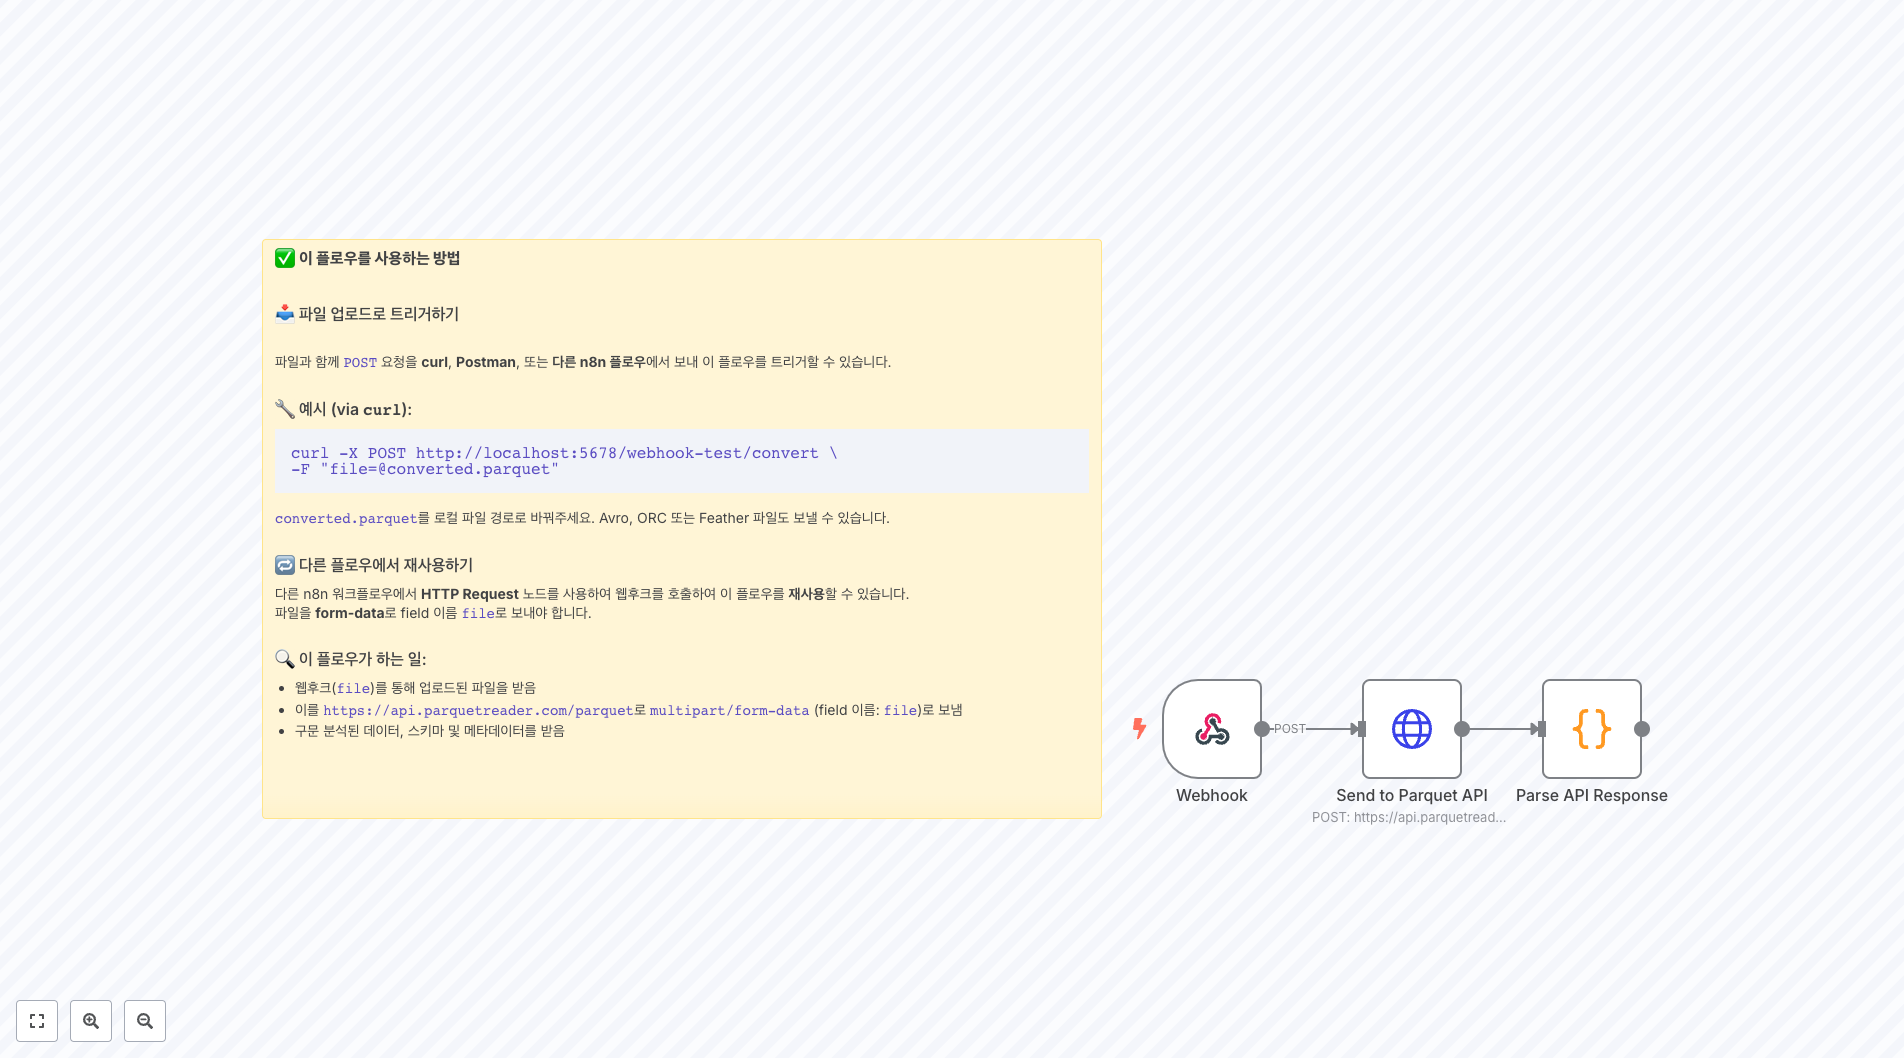 ✅ 이 플로우를 사용하는 방법
📥 파일 업로드로 트리거하기
파일과 함께 POST 요청을 curl, Postman, 또는 다른 n8n 플로우에서 보내 이 플로우를 트리거할 수 있습니다.
🔧 예시 (via curl):
curl -X POST http://localhost:5678/webhook-test/convert \
-F "file=@converted.parquet"
converted.parquet를 로컬 파일 경로로 바꿔주세요. Avro, ORC 또는 Feather 파일도 보낼 수 있습니다.
🔁 다른 플로우에서 재사용하기
다른 n8n 워크플로우에서 HTTP Request 노드를 사용하여 웹후크를 호출하여 이 플로우를 재사용할 수 있습니다.
파일을 form-data로 field 이름 file로 보내야 합니다.
🔍 이 플로우가 하는 일:
• 웹후크(file)를 통해 업로드된 파일을 받음
• 이를 https://api.parquetreader.com/parquet로 multipart/form-data (field 이름: file)로 보냄
• 구문 분석된 데이터, 스키마 및 메타데이터를 받음
POST
Webhook
Send to Parquet API
POST: https://api.parquetread...
Parse API Response